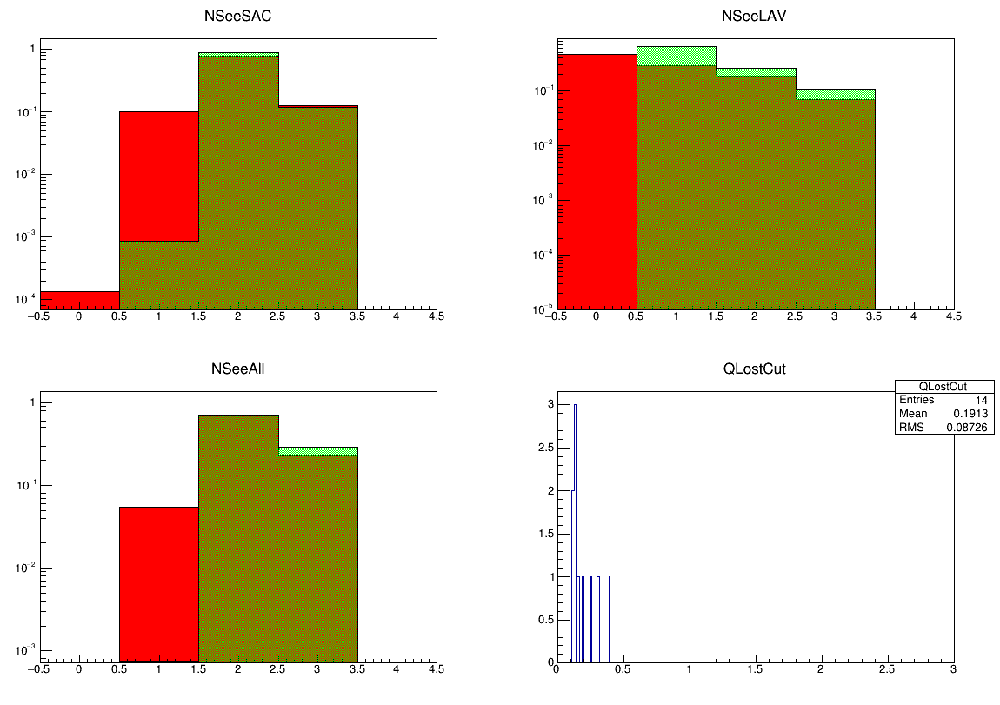 NSeeSAC
1
10⁻¹
10⁻²
10⁻³
10⁻⁴
−0.5 0 0.5 1 1.5 2 2.5 3 3.5 4 4.5
NSeeLAV
10⁻¹
10⁻²
10⁻³
10⁻⁴
10⁻⁵
−0.5 0 0.5 1 1.5 2 2.5 3 3.5 4 4.5
NSeeAll
1
10⁻¹
10⁻²
10⁻³
−0.5 0 0.5 1 1.5 2 2.5 3 3.5 4 4.5
QLostCut
QLostCut
Entries 14
Mean 0.1913
RMS 0.08726
3
2.5
2
1.5
1
0.5
0
0 0.5 1 1.5 2 2.5 3